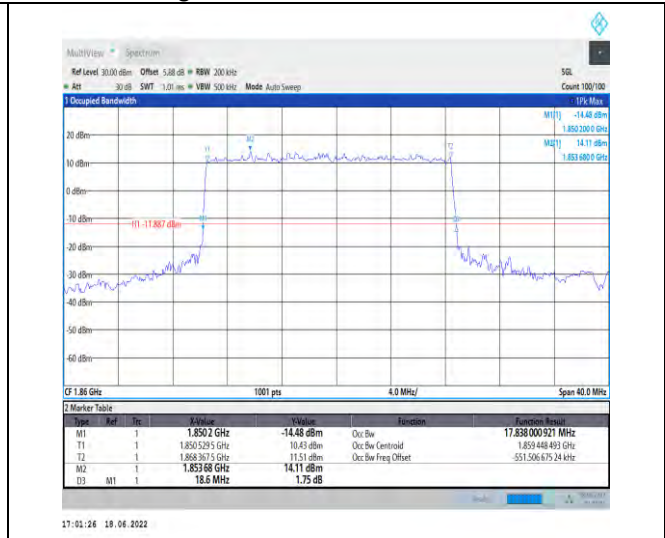 MultiView Spectrum
Ref Level 30.00 dBm Offset 5.88 dB RBW 200 kHz SGL
Att 30 dB SWT 1.01 ms VBW 500 kHz Mode Auto Sweep Count 100/100
1 Occupied Bandwidth 1Pk Max
M1[1] -14.48 dBm
1.850 200 0 GHz
M2[1] 14.11 dBm
1.853 680 0 GHz
20 dBm
M2
T1
T2
10 dBm
0 dBm
-10 dBm
H1 -11.887 dBm
-20 dBm
-30 dBm
-40 dBm
-50 dBm
-60 dBm
CF 1.86 GHz 1001 pts 4.0 MHz/ Span 40.0 MHz
2 Marker Table
Type Ref Trc X-Value Y-Value Function Function Result
M1 1 1.8502 GHz -14.48 dBm Occ Bw 17.838 000 921 MHz
T1 1 1.850 529 5 GHz 10.43 dBm Occ Bw Centroid 1.859 448 493 GHz
T2 1 1.868 367 5 GHz 11.51 dBm Occ Bw Freq Offset -551.506 675 24 kHz
M2 1 1.853 68 GHz 14.11 dBm
D3 M1 1 18.6 MHz 1.75 dB
17:01:26 18.06.2022